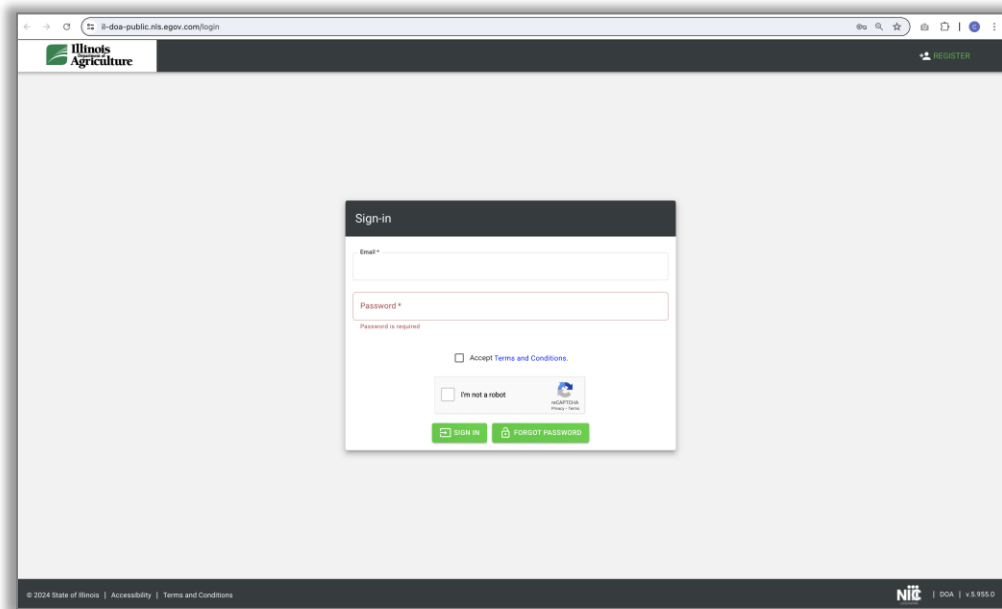 il-doa-public.nls.egov.com/login
Illinois
Department of
Agriculture
REGISTER
Sign-in
Email *
Password *
Password is required
Accept Terms and Conditions.
I'm not a robot
reCAPTCHA
Privacy - Terms
SIGN IN
FORGOT PASSWORD
© 2024 State of Illinois | Accessibility | Terms and Conditions
NIC | DOA | v.5.955.0